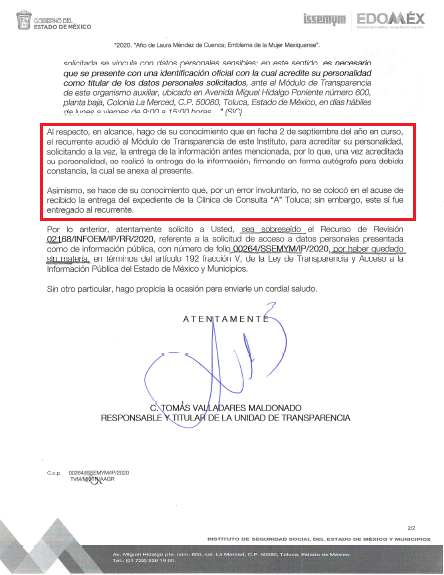 GOBIERNO DEL
ESTADO DE MÉXICO
issemym
EDOMÉX
"2020. "Año de Laura Méndez de Cuenca; Emblema de la Mujer Mexiquense".
solicitada se vincula con datos personales sensibles; en este sentido, es necesario
que se presente con una identificación oficial con la cual acredite su personalidad
como titular de los datos personales solicitados, ante el Módulo de Transparencia
de este organismo auxiliar, ubicado en Avenida Miguel Hidalgo Poniente número 600,
planta baja, Colonia La Merced, C.P. 50080, Toluca, Estado de México, en días hábiles
de lunes a viernes de 9:00 a 15:00 horas. " (SIC)
Al respecto, en alcance, hago de su conocimiento que en fecha 2 de septiembre del año en curso,
el recurrente acudió al Módulo de Transparencia de este Instituto, para acreditar su personalidad,
solicitando a la vez, la entrega de la información antes mencionada, por lo que, una vez acreditada
su personalidad, se realizó la entrega de la información, firmando en forma autógrafa para debida
constancia, la cual se anexa al presente.
Asimismo, se hace de su conocimiento que, por un error involuntario, no se colocó en el acuse de
recibido la entrega del expediente de la Clínica de Consulta "A" Toluca; sin embargo, este sí fue
entregado al recurrente.
Por lo anterior, atentamente solicito a Usted, sea sobreseído el Recurso de Revisión
02168/INFOEM/IP/RR/2020, referente a la solicitud de acceso a datos personales presentada
como de información pública, con número de folio 00264/ISSEMYM/IP/2020, por haber quedado
sin materia, en términos del artículo 192 fracción V, de la Ley de Transparencia y Acceso a la
Información Pública del Estado de México y Municipios.
Sin otro particular, hago propicia la ocasión para enviarle un cordial saludo.
A T E N T A M E N T E
C. TOMÁS VALLADARES MALDONADO
RESPONSABLE Y TITULAR DE LA UNIDAD DE TRANSPARENCIA
C.c.p. 00264/ISSEMYM/IP/2020
2/2
INSTITUTO DE SEGURIDAD SOCIAL DEL ESTADO DE MÉXICO Y MUNICIPIOS
Av. Miguel Hidalgo pte. núm. 600, col. La Merced, C.P. 50080, Toluca, Estado de México.
Tel.: (01 722) 226 19 00.